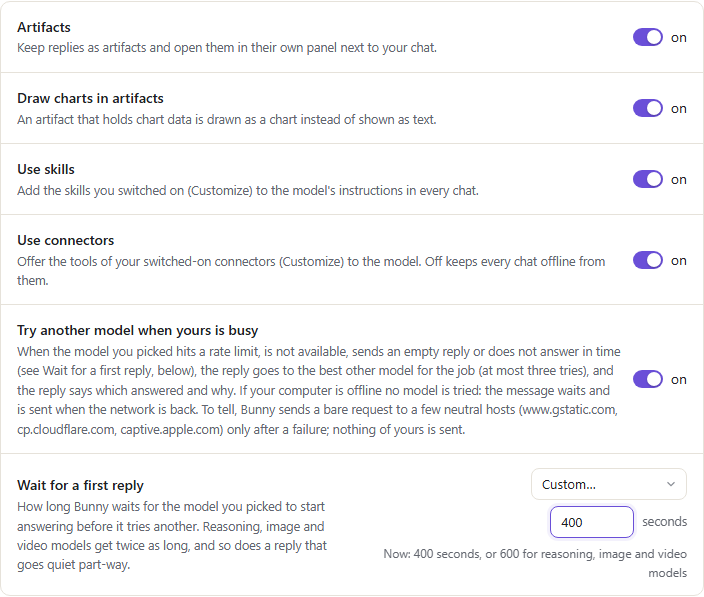 Artifacts
Keep replies as artifacts and open them in their own panel next to your chat.
on
Draw charts in artifacts
An artifact that holds chart data is drawn as a chart instead of shown as text.
on
Use skills
Add the skills you switched on (Customize) to the model's instructions in every chat.
on
Use connectors
Offer the tools of your switched-on connectors (Customize) to the model. Off keeps every chat offline from
them.
on
Try another model when yours is busy
When the model you picked hits a rate limit, is not available, sends an empty reply or does not answer in time
(see Wait for a first reply, below), the reply goes to the best other model for the job (at most three tries), and
the reply says which answered and why. If your computer is offline no model is tried: the message waits and
is sent when the network is back. To tell, Bunny sends a bare request to a few neutral hosts (www.gstatic.com,
cp.cloudflare.com, captive.apple.com) only after a failure; nothing of yours is sent.
on
Wait for a first reply
How long Bunny waits for the model you picked to start
answering before it tries another. Reasoning, image and
video models get twice as long, and so does a reply that
goes quiet part-way.
Custom...
400
seconds
Now: 400 seconds, or 600 for reasoning, image and video
models